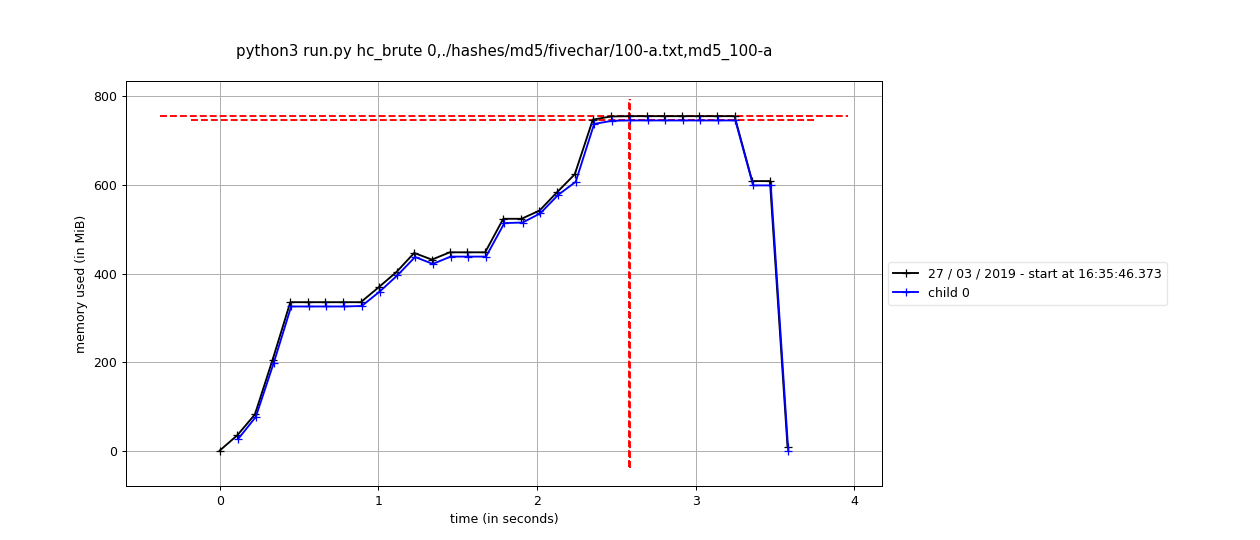 python3 run.py hc_brute 0,./hashes/md5/fivechar/100-a.txt,md5_100-a
800
600
400
200
0
memory used (in MiB)
0 1 2 3 4
time (in seconds)
27 / 03 / 2019 - start at 16:35:46.373
child 0